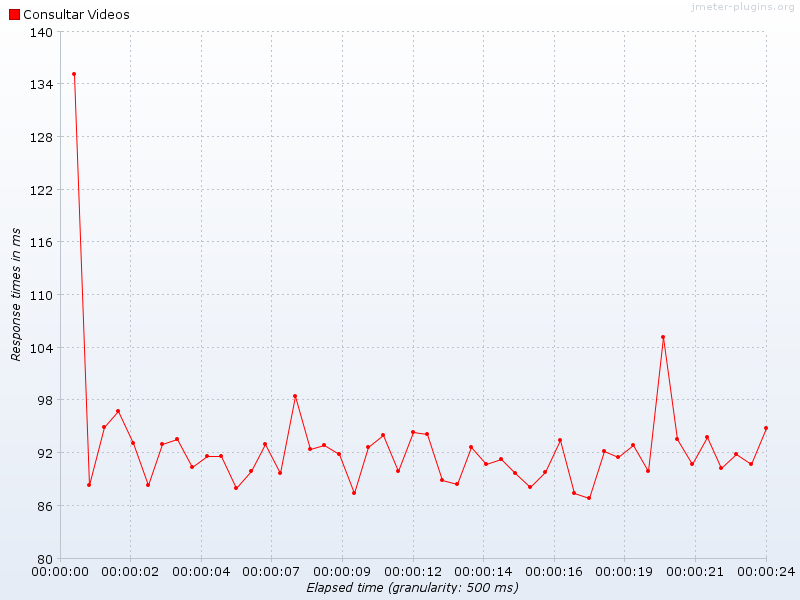 jmeter-plugins.org
Consultar Videos
140
134
128
122
116
110
104
98
92
86
80
Response times in ms
00:00:00 00:00:02 00:00:04 00:00:07 00:00:09 00:00:12 00:00:14 00:00:16 00:00:19 00:00:21 00:00:24
Elapsed time (granularity: 500 ms)